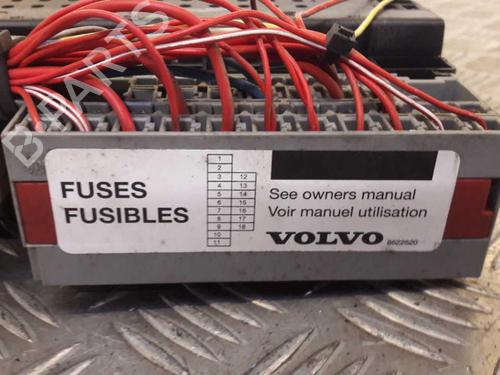 FUSES
FUSIBLES
1
2
3 12
4 13
5 14
6 15
7 16
8 17
9 18
10
11
See owners manual
Voir manuel utilisation
VOLVO
8622620